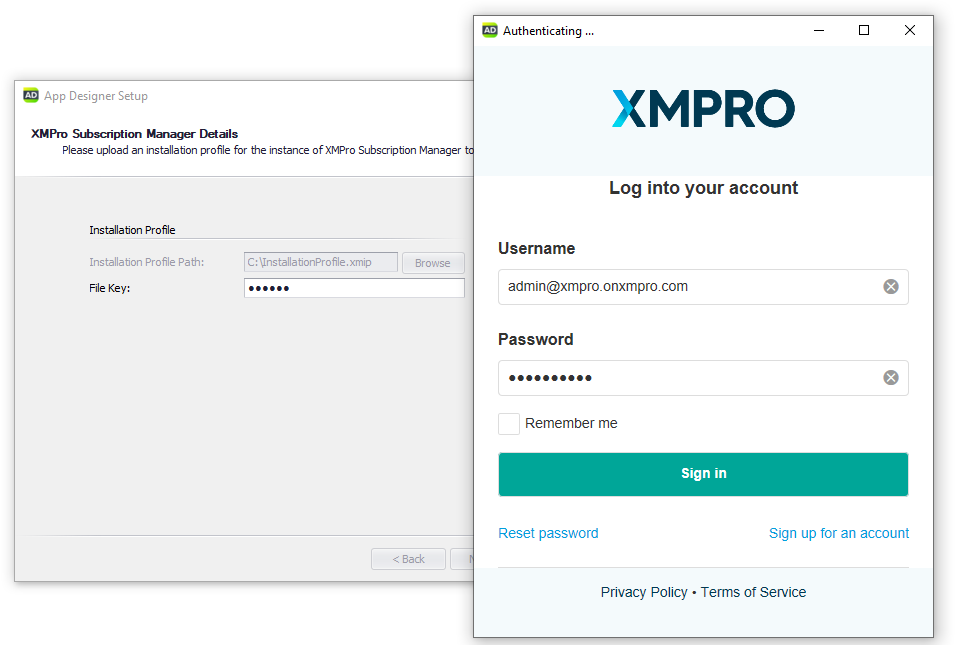 AD App Designer Setup
XMPro Subscription Manager Details
Please upload an installation profile for the instance of XMPro Subscription Manager to
Installation Profile
Installation Profile Path:
C:\InstallationProfile.xmip
Browse
File Key:
••••••
< Back
N
AD Authenticating ...
XMPRO
Log into your account
Username
admin@xmpro.onxmpro.com
Password
••••••••••
Remember me
Sign in
Reset password
Sign up for an account
Privacy Policy • Terms of Service